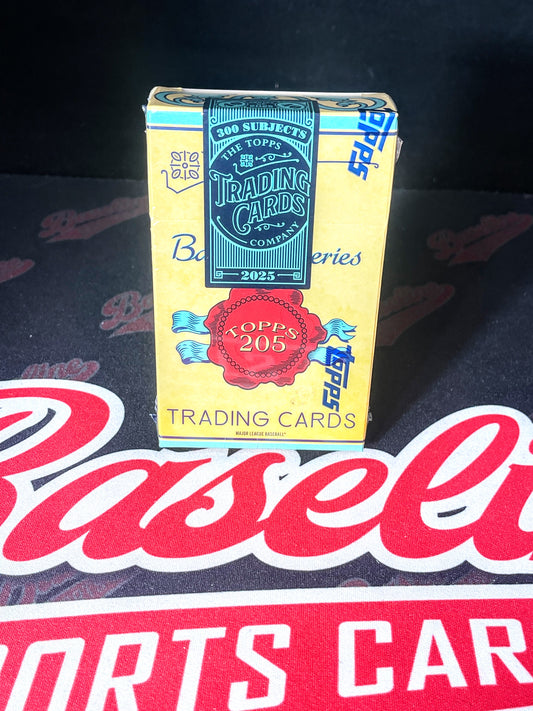 300 SUBJECTS
THE TOPPS
TRADING
CARDS
COMPANY
2025
Topps
Ba eries
TOPPS
205
Topps
TRADING CARDS
MAJOR LEAGUE BASEBALL®
Baseli
PORTS CAR